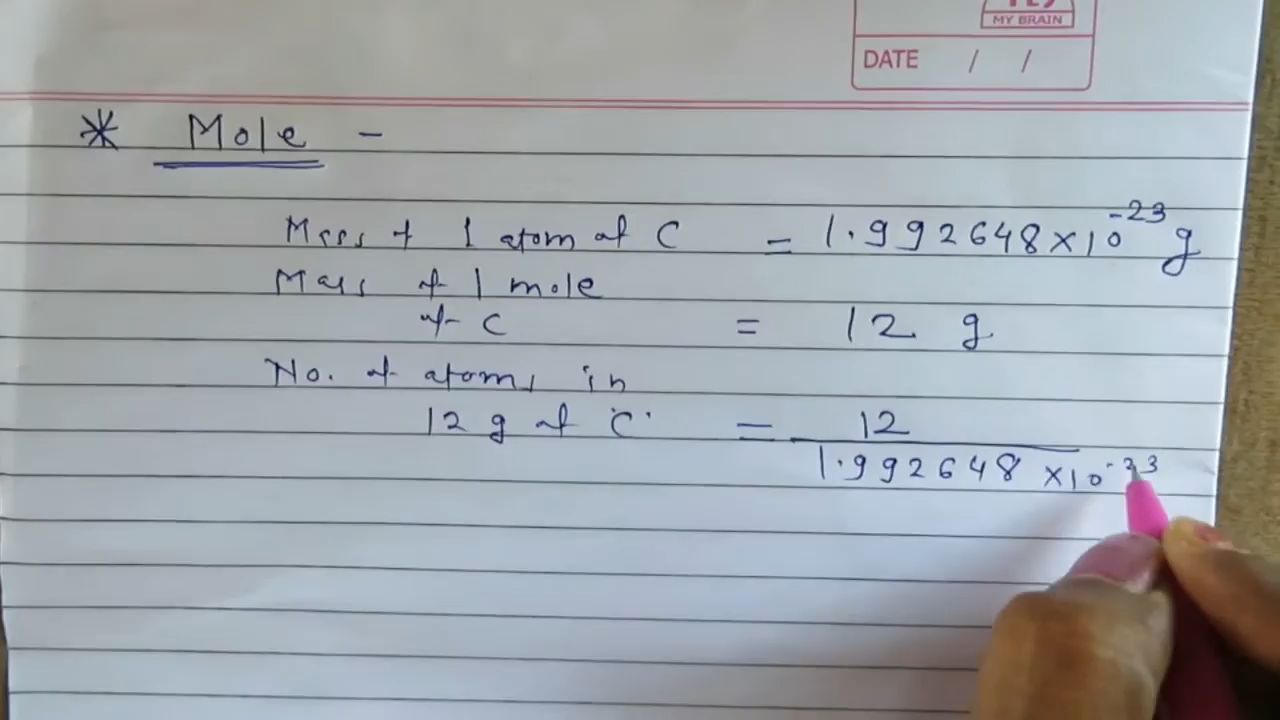 MY BRAIN
DATE / /
* Mole -
Mass of 1 atom of C = 1.992648×10⁻²³ g
Mass of 1 mole
of C = 12 g
No. of atoms in
12 g of C = 12
1.992648 ×10⁻²³